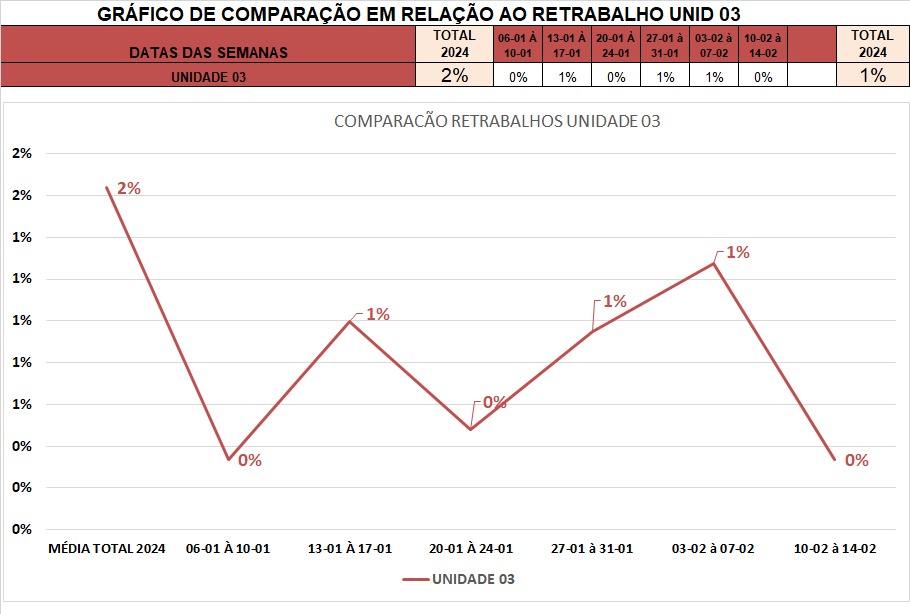 GRÁFICO DE COMPARAÇÃO EM RELAÇÃO AO RETRABALHO UNID 03
DATAS DAS SEMANAS TOTAL 2024 06-01 À 10-01 13-01 À 17-01 20-01 À 24-01 27-01 à 31-01 03-02 à 07-02 10-02 à 14-02 TOTAL 2024
UNIDADE 03 2% 0% 1% 0% 1% 1% 0% 1%
COMPARACÃO RETRABALHOS UNIDADE 03
2%
2%
1%
1%
1%
1%
1%
0%
0%
0%
2%
0%
1%
0%
1%
1%
0%
MÉDIA TOTAL 2024 06-01 À 10-01 13-01 À 17-01 20-01 À 24-01 27-01 à 31-01 03-02 à 07-02 10-02 à 14-02
UNIDADE 03